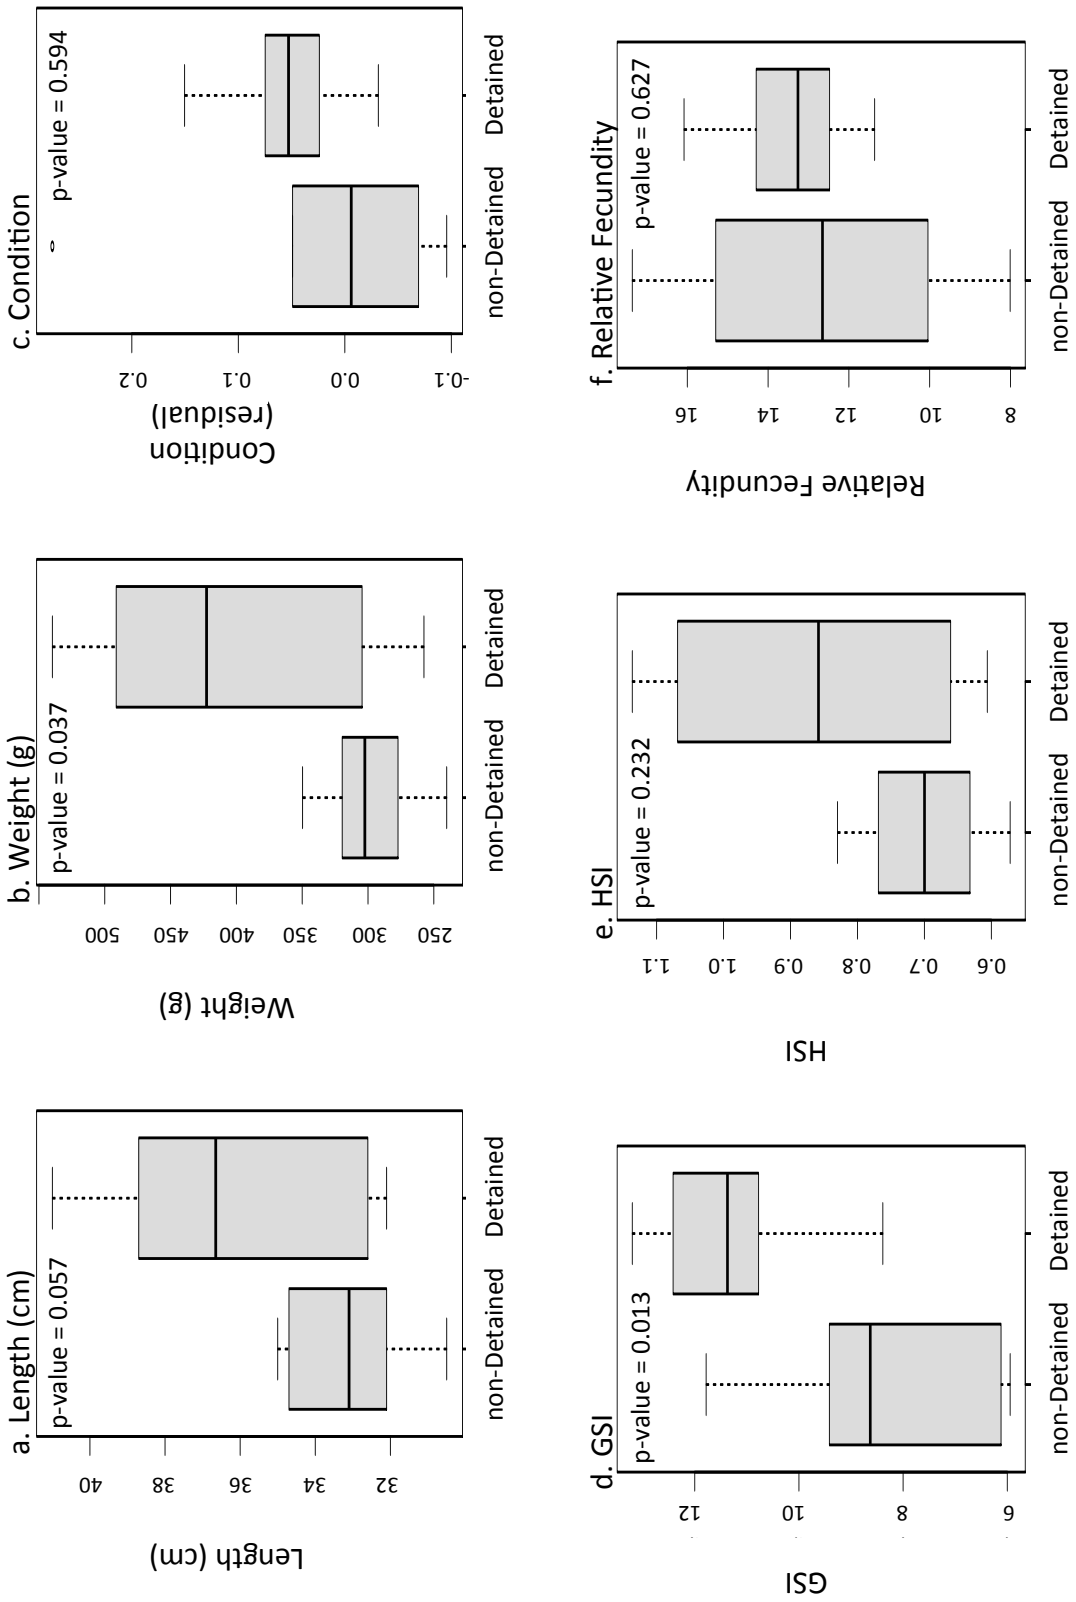 a. Length (cm)
p-value = 0.057
Length (cm)
40
38
36
34
32
non-Detained
Detained
b. Weight (g)
p-value = 0.037
Weight (g)
500
450
400
350
300
250
non-Detained
Detained
c. Condition
p-value = 0.594
Condition
(residual)
0.2
0.1
0.0
-0.1
non-Detained
Detained
d. GSI
p-value = 0.013
GSI
12
10
8
6
non-Detained
Detained
e. HSI
p-value = 0.232
HSI
1.1
1.0
0.9
0.8
0.7
0.6
non-Detained
Detained
f. Relative Fecundity
p-value = 0.627
Relative Fecundity
16
14
12
10
8
non-Detained
Detained